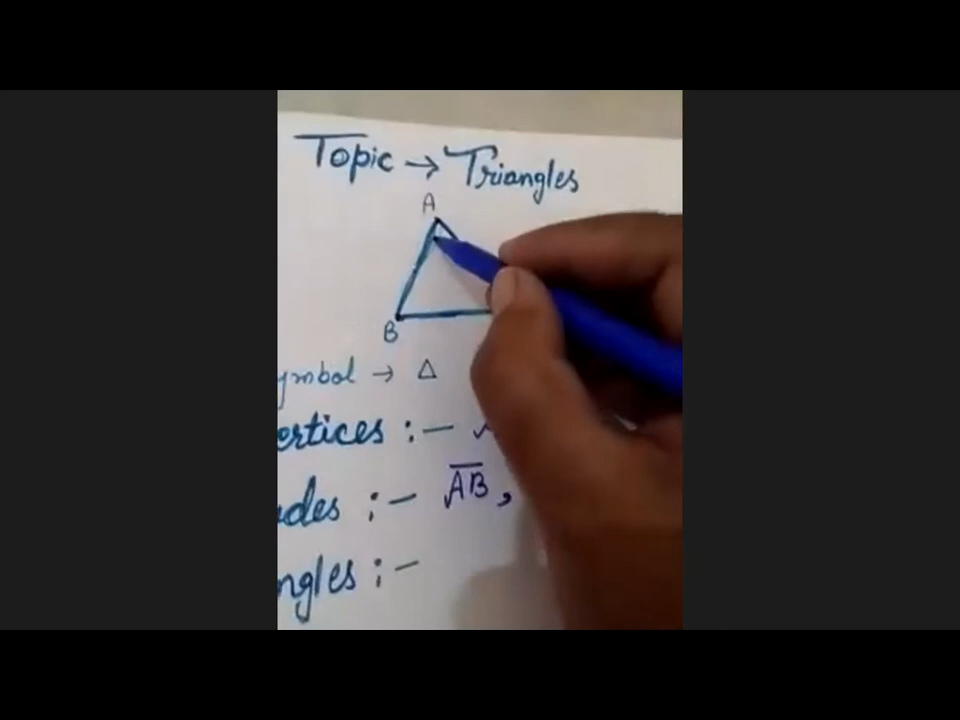 Topic → Triangles
A
B
ymbol → Δ
ertices :-
ides :- AB,
ngles :-